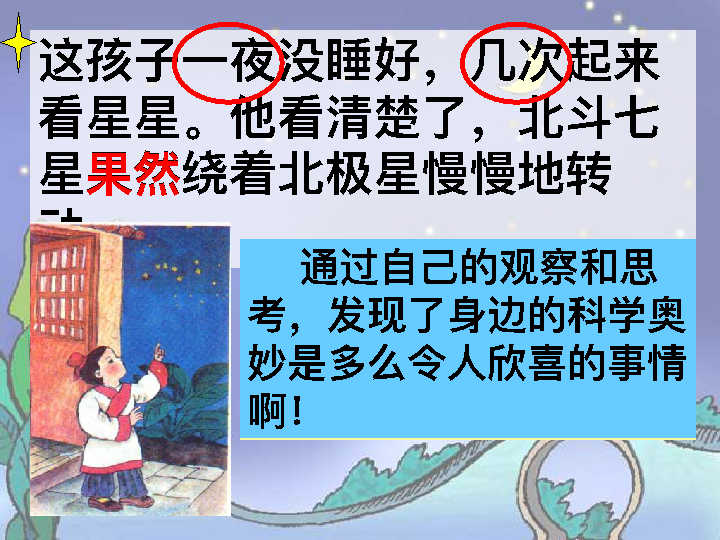 这孩子一夜没睡好，几次起来
看星星。他看清楚了，北斗七
星果然绕着北极星慢慢地转
通过自己的观察和思
考，发现了身边的科学奥
妙是多么令人欣喜的事情
啊!